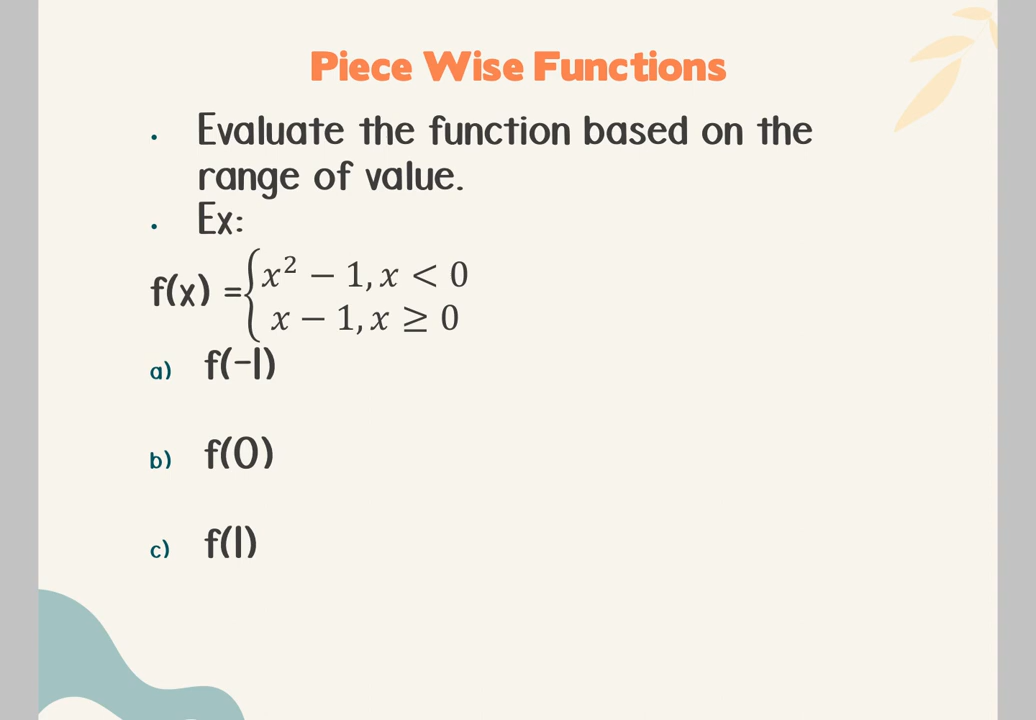 Piece Wise Functions
• Evaluate the function based on the
range of value.
• Ex:
f(x) = { x² − 1, x < 0
x − 1, x ≥ 0
a) f(-1)
b) f(0)
c) f(1)